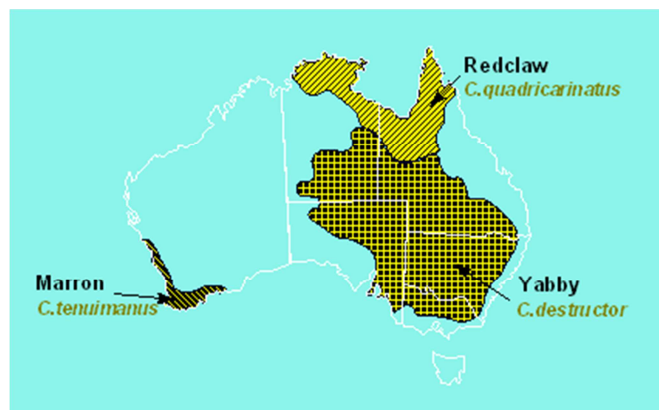 Redclaw
C.quadricarinatus
Marron
C.tenuimanus
Yabby
C.destructor